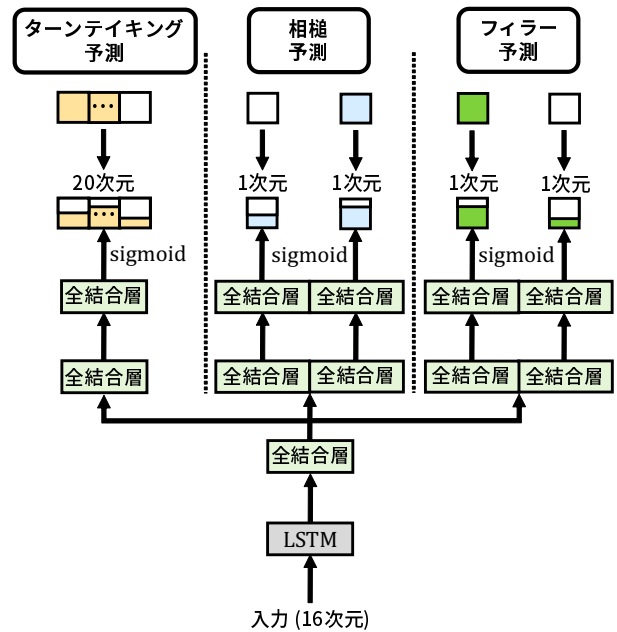 ターンテイキング
予測
相槌
予測
フィラー
予測
...
20次元
1次元
1次元
1次元
1次元
...
sigmoid
sigmoid
sigmoid
全結合層
全結合層
全結合層
全結合層
全結合層
全結合層
全結合層
全結合層
全結合層
全結合層
全結合層
LSTM
入力 (16次元)